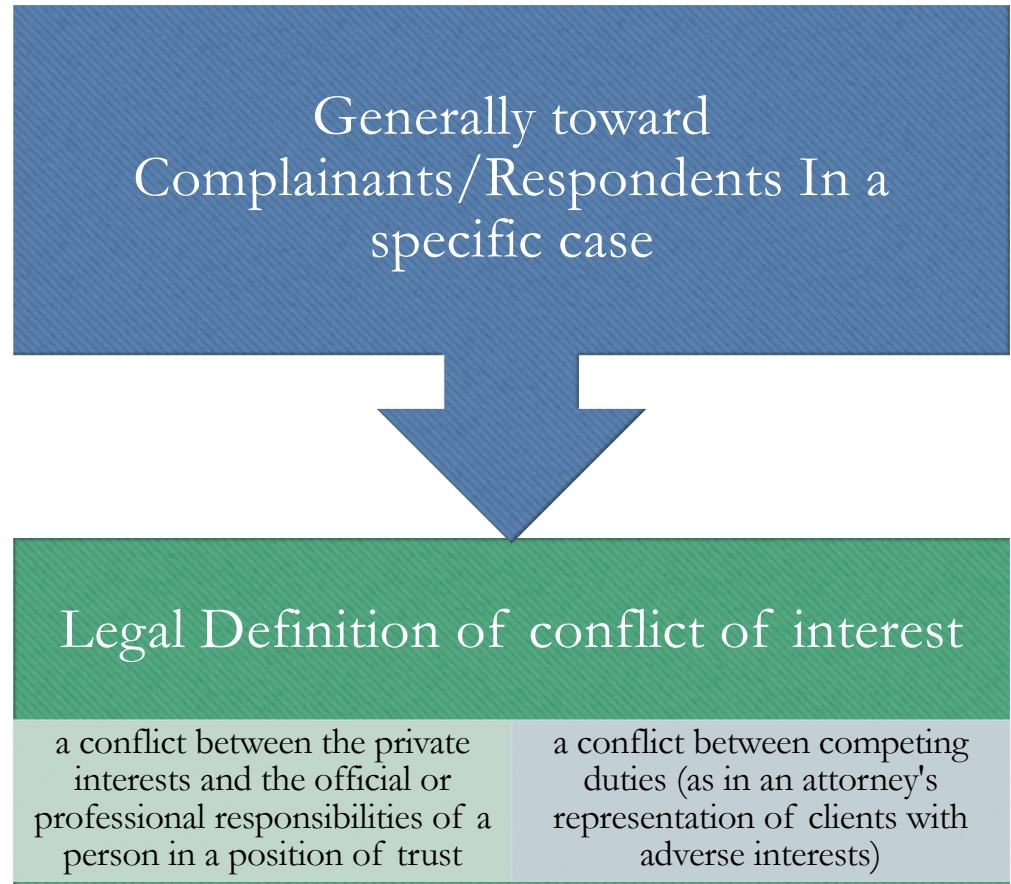 Generally toward
Complainants/Respondents In a
specific case
Legal Definition of conflict of interest
a conflict between the private
interests and the official or
professional responsibilities of a
person in a position of trust
a conflict between competing
duties (as in an attorney's
representation of clients with
adverse interests)